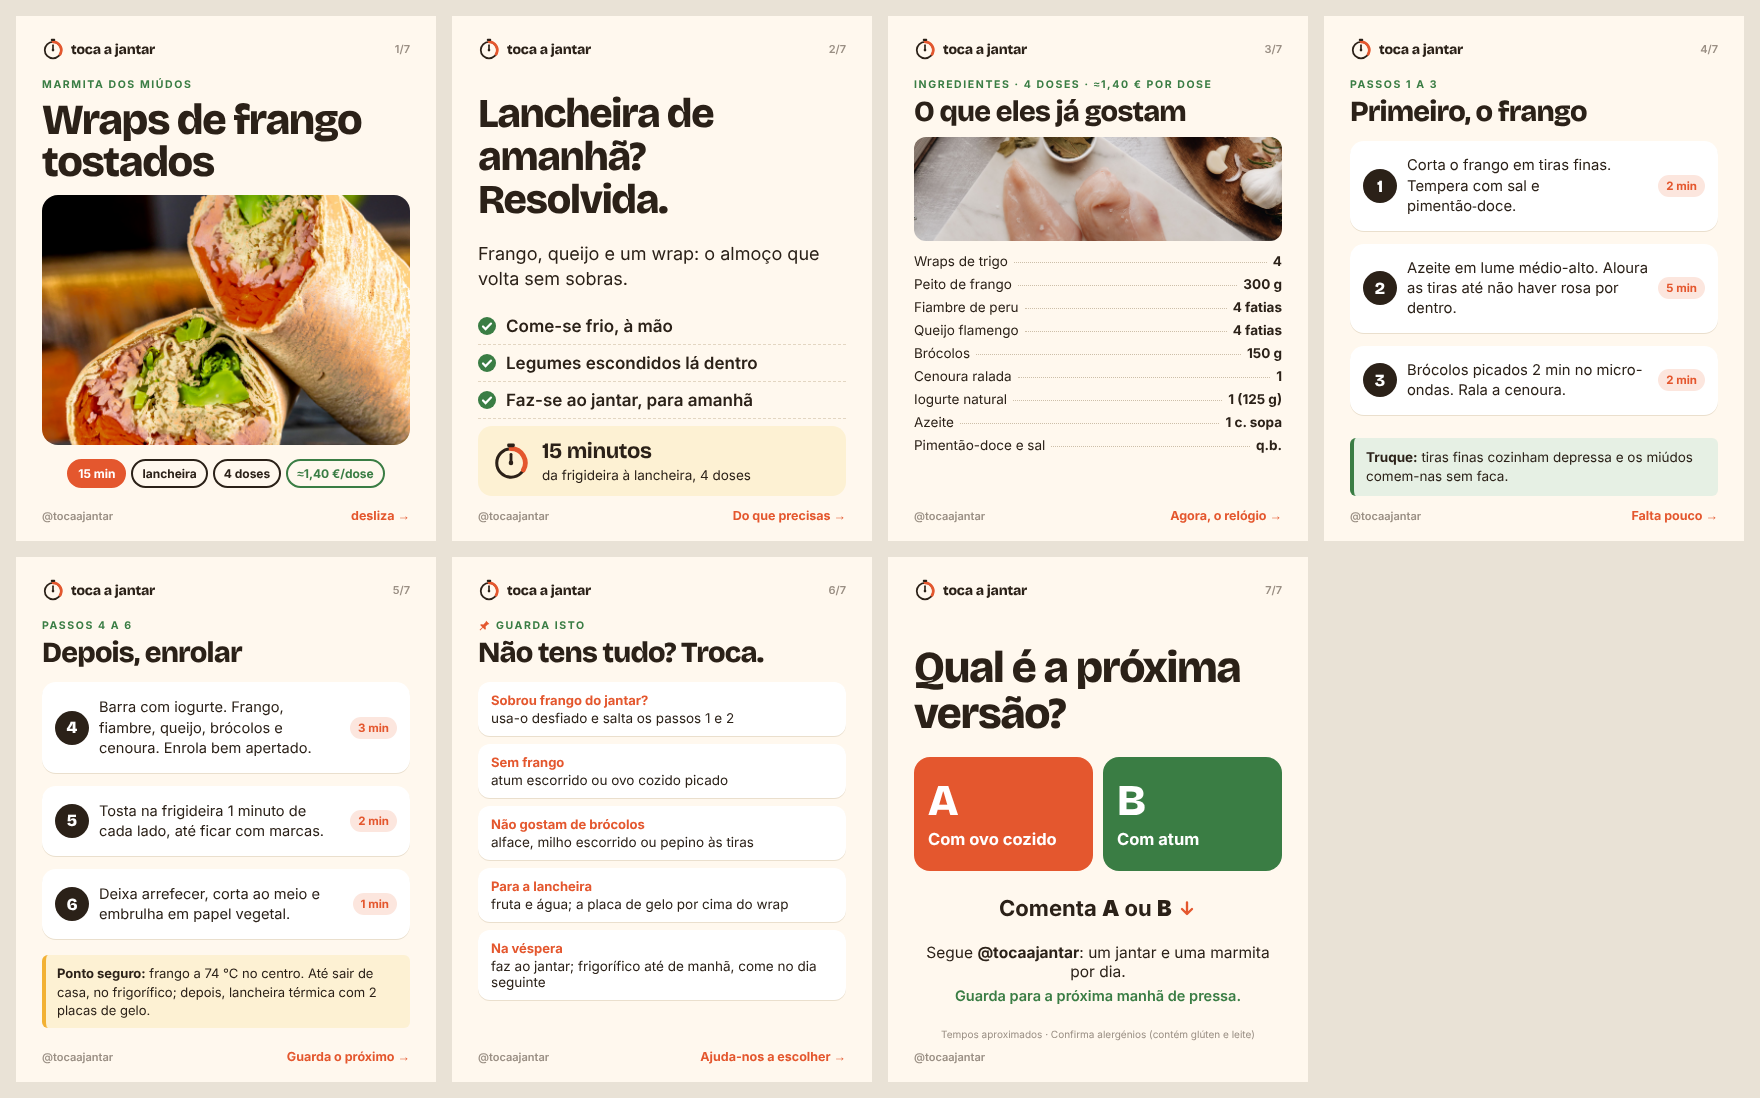 toca a jantar
1/7
MARMITA DOS MIÚDOS
Wraps de frango
tostados
15 min
lancheira
4 doses
≈1,40 €/dose
@tocaajantar
desliza →
toca a jantar
2/7
Lancheira de
amanhã?
Resolvida.
Frango, queijo e um wrap: o almoço que
volta sem sobras.
Come-se frio, à mão
Legumes escondidos lá dentro
Faz-se ao jantar, para amanhã
15 minutos
da frigideira à lancheira, 4 doses
@tocaajantar
Do que precisas →
toca a jantar
3/7
INGREDIENTES · 4 DOSES · ≈1,40 € POR DOSE
O que eles já gostam
Wraps de trigo 4
Peito de frango 300 g
Fiambre de peru 4 fatias
Queijo flamengo 4 fatias
Brócolos 150 g
Cenoura ralada 1
Iogurte natural 1 (125 g)
Azeite 1 c. sopa
Pimentão-doce e sal q.b.
@tocaajantar
Agora, o relógio →
toca a jantar
4/7
PASSOS 1 A 3
Primeiro, o frango
1
Corta o frango em tiras finas.
Tempera com sal e
pimentão-doce.
2 min
2
Azeite em lume médio-alto. Aloura
as tiras até não haver rosa por
dentro.
5 min
3
Brócolos picados 2 min no micro-
ondas. Rala a cenoura.
2 min
Truque: tiras finas cozinham depressa e os miúdos
comem-nas sem faca.
@tocaajantar
Falta pouco →
toca a jantar
5/7
PASSOS 4 A 6
Depois, enrolar
4
Barra com iogurte. Frango,
fiambre, queijo, brócolos e
cenoura. Enrola bem apertado.
3 min
5
Tosta na frigideira 1 minuto de
cada lado, até ficar com marcas.
2 min
6
Deixa arrefecer, corta ao meio e
embrulha em papel vegetal.
1 min
Ponto seguro: frango a 74 °C no centro. Até sair de
casa, no frigorífico; depois, lancheira térmica com 2
placas de gelo.
@tocaajantar
Guarda o próximo →
toca a jantar
6/7
GUARDA ISTO
Não tens tudo? Troca.
Sobrou frango do jantar?
usa-o desfiado e salta os passos 1 e 2
Sem frango
atum escorrido ou ovo cozido picado
Não gostam de brócolos
alface, milho escorrido ou pepino às tiras
Para a lancheira
fruta e água; a placa de gelo por cima do wrap
Na véspera
faz ao jantar; frigorífico até de manhã, come no dia
seguinte
@tocaajantar
Ajuda-nos a escolher →
toca a jantar
7/7
Qual é a próxima
versão?
A
Com ovo cozido
B
Com atum
Comenta A ou B ↓
Segue @tocaajantar: um jantar e uma marmita
por dia.
Guarda para a próxima manhã de pressa.
Tempos aproximados · Confirma alergénios (contém glúten e leite)
@tocaajantar